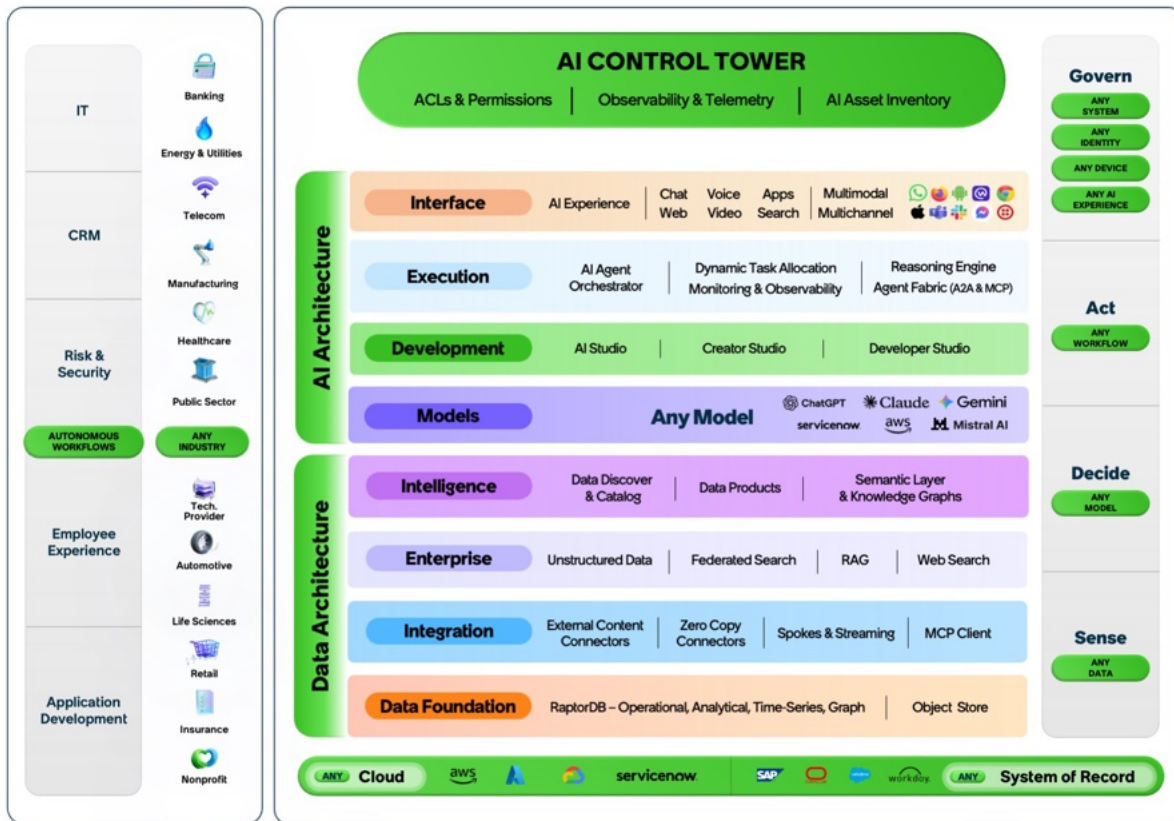 IT
CRM
Risk &
Security
AUTONOMOUS
WORKFLOWS
Employee
Experience
Application
Development
Banking
Energy & Utilities
Telecom
Manufacturing
Healthcare
Public Sector
ANY
INDUSTRY
Tech.
Provider
Automotive
Life Sciences
Retail
Insurance
Nonprofit
AI CONTROL TOWER
ACLs & Permissions
Observability & Telemetry
AI Asset Inventory
AI Architecture
Interface
AI Experience
Chat Voice Apps
Web Video Search
Multimodal
Multichannel
Execution
AI Agent
Orchestrator
Dynamic Task Allocation
Monitoring & Observability
Reasoning Engine
Agent Fabric (A2A & MCP)
Development
AI Studio
Creator Studio
Developer Studio
Models
Any Model
ChatGPT Claude Gemini
servicenow aws Mistral AI
Data Architecture
Intelligence
Data Discover
& Catalog
Data Products
Semantic Layer
& Knowledge Graphs
Enterprise
Unstructured Data
Federated Search
RAG
Web Search
Integration
External Content
Connectors
Zero Copy
Connectors
Spokes & Streaming
MCP Client
Data Foundation
RaptorDB – Operational, Analytical, Time-Series, Graph
Object Store
ANY Cloud
aws
servicenow
SAP
workday
ANY System of Record
Govern
ANY
SYSTEM
ANY
IDENTITY
ANY DEVICE
ANY AI
EXPERIENCE
Act
ANY
WORKFLOW
Decide
ANY
MODEL
Sense
ANY
DATA